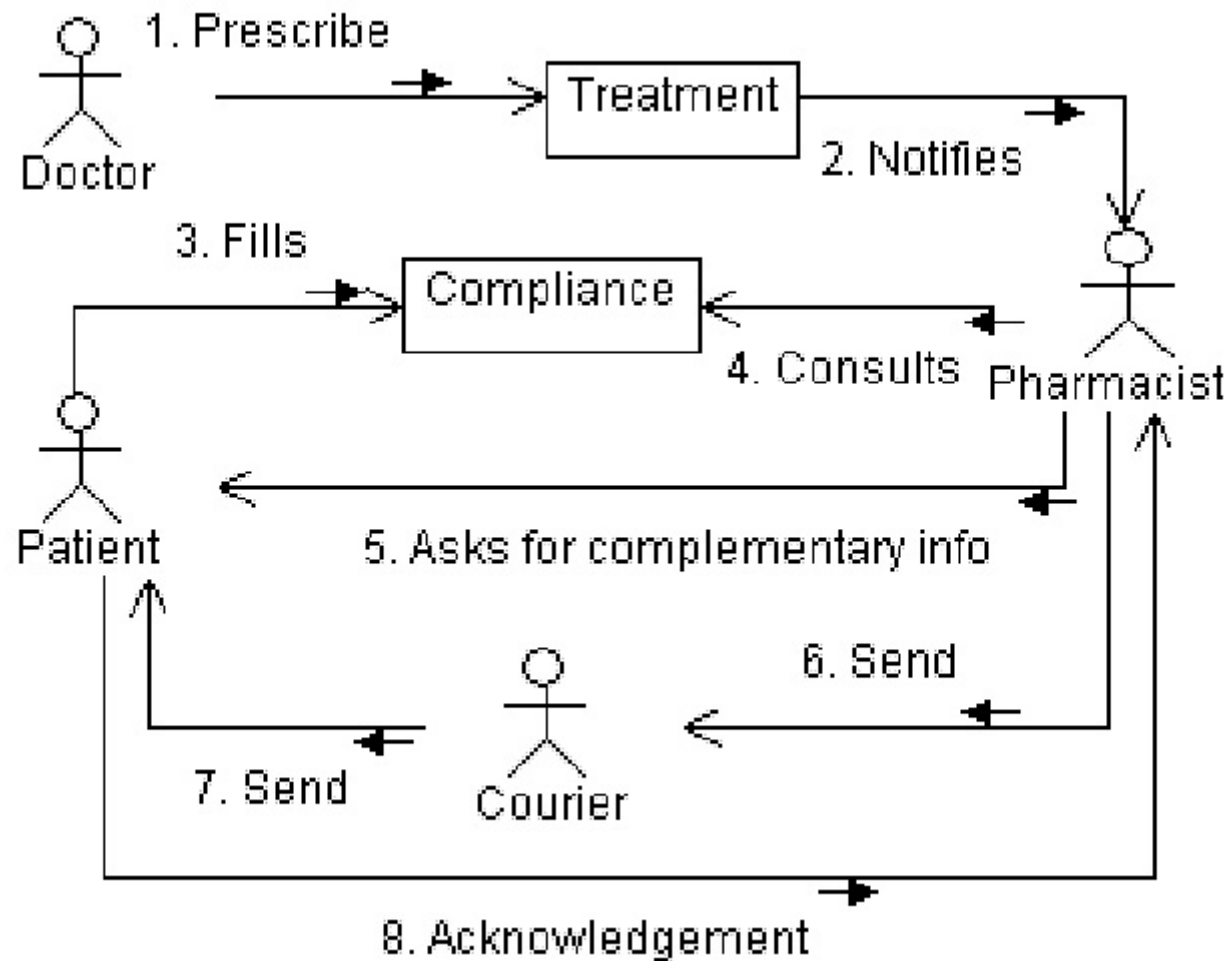 1. Prescribe
Treatment
Doctor
2. Notifies
3. Fills
Compliance
4. Consults
Pharmacist
Patient
5. Asks for complementary info
6. Send
7. Send
Courier
8. Acknowledgement